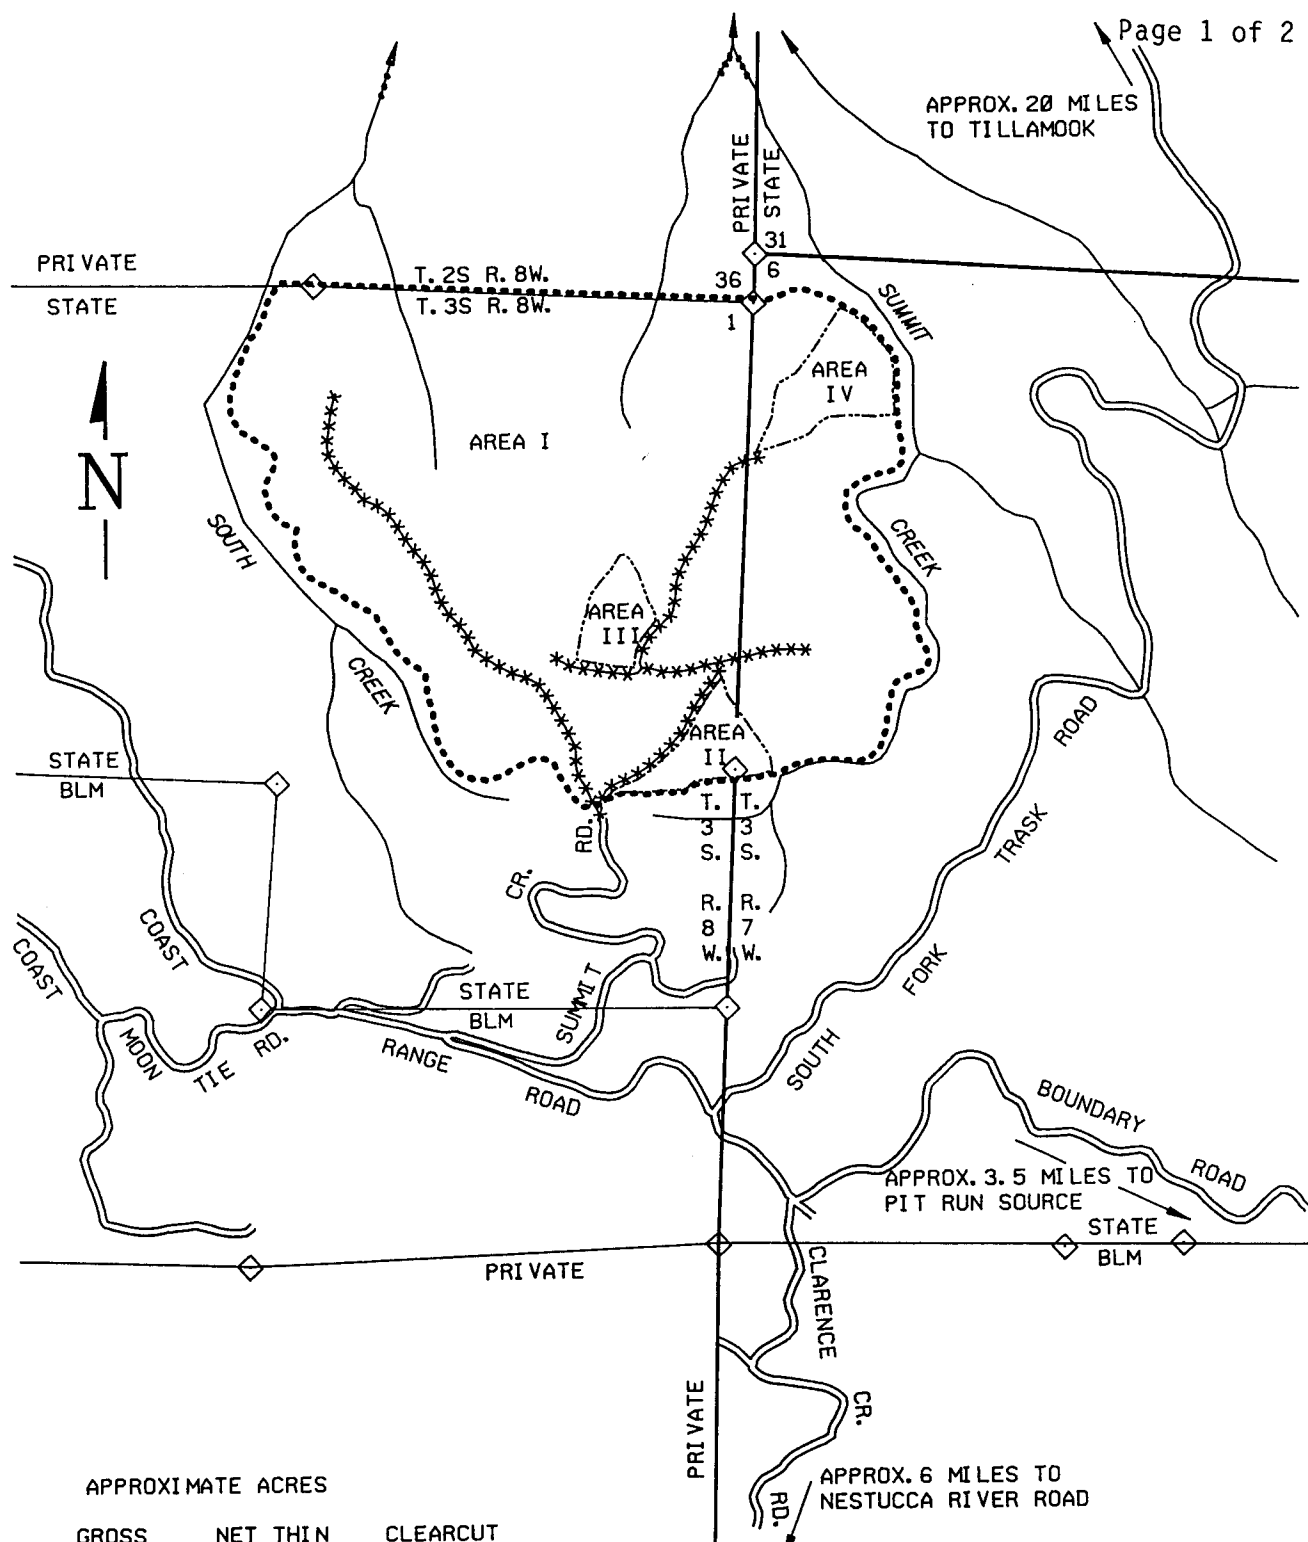 Page 1 of 2
APPROX. 20 MILES
TO TILLAMOOK
PRIVATE
STATE
31
6
36
1
PRIVATE
STATE
T. 2S R. 8W.
T. 3S R. 8W.
SUMMIT
CREEK
AREA
IV
AREA I
N
SOUTH
CREEK
AREA
III
AREA
II
STATE
BLM
T. T.
3 3
S. S.
R. R.
8 7
W. W.
SUMMIT
CR.
RD.
SOUTH
FORK
TRASK
ROAD
COAST
COAST
MOON
TIE
RD.
RANGE
ROAD
STATE
BLM
BOUNDARY
ROAD
APPROX. 3.5 MILES TO
PIT RUN SOURCE
STATE
BLM
PRIVATE
CLARENCE
CR.
RD.
PRIVATE
APPROX. 6 MILES TO
NESTUCCA RIVER ROAD
APPROXIMATE ACRES
GROSS NET THIN CLEARCUT